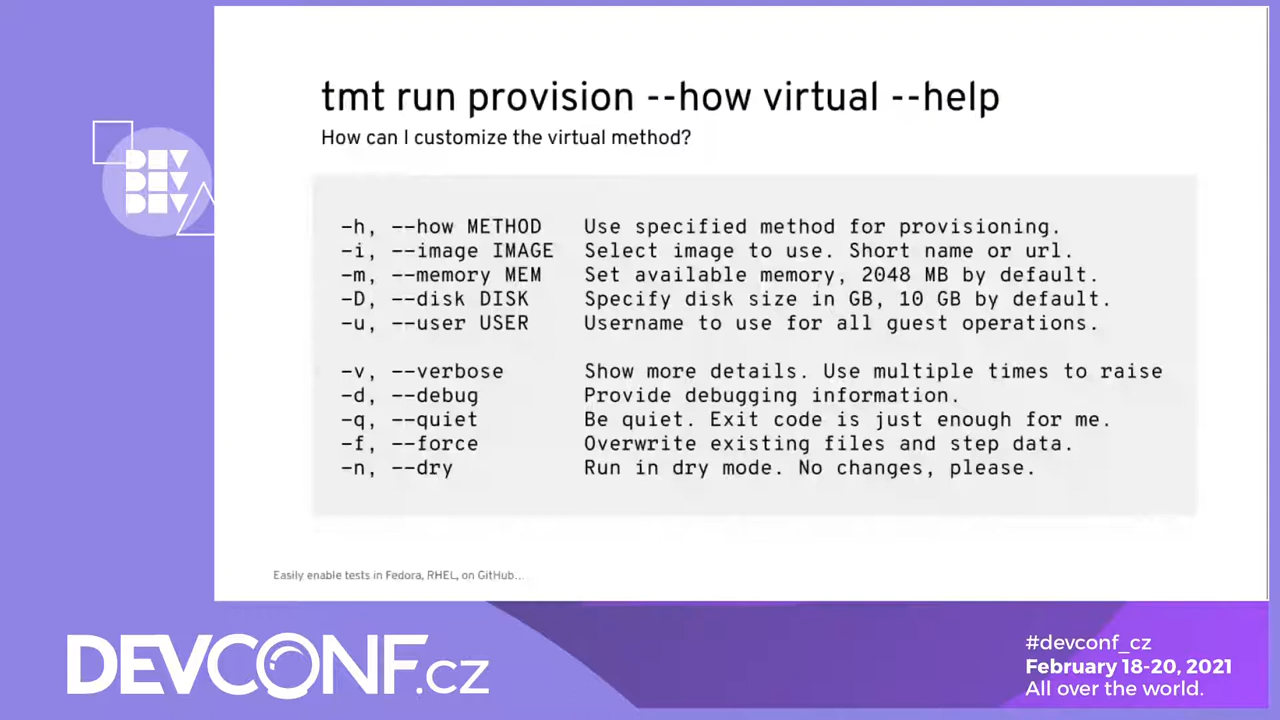 tmt run provision --how virtual --help
How can I customize the virtual method?
-h, --how METHOD Use specified method for provisioning.
-i, --image IMAGE Select image to use. Short name or url.
-m, --memory MEM Set available memory, 2048 MB by default.
-D, --disk DISK Specify disk size in GB, 10 GB by default.
-u, --user USER Username to use for all guest operations.
-v, --verbose Show more details. Use multiple times to raise
-d, --debug Provide debugging information.
-q, --quiet Be quiet. Exit code is just enough for me.
-f, --force Overwrite existing files and step data.
-n, --dry Run in dry mode. No changes, please.
Easily enable tests in Fedora, RHEL, on GitHub...
DEV
DEV
DEV
DEVCONF.cz
#devconf_cz
February 18-20, 2021
All over the world.